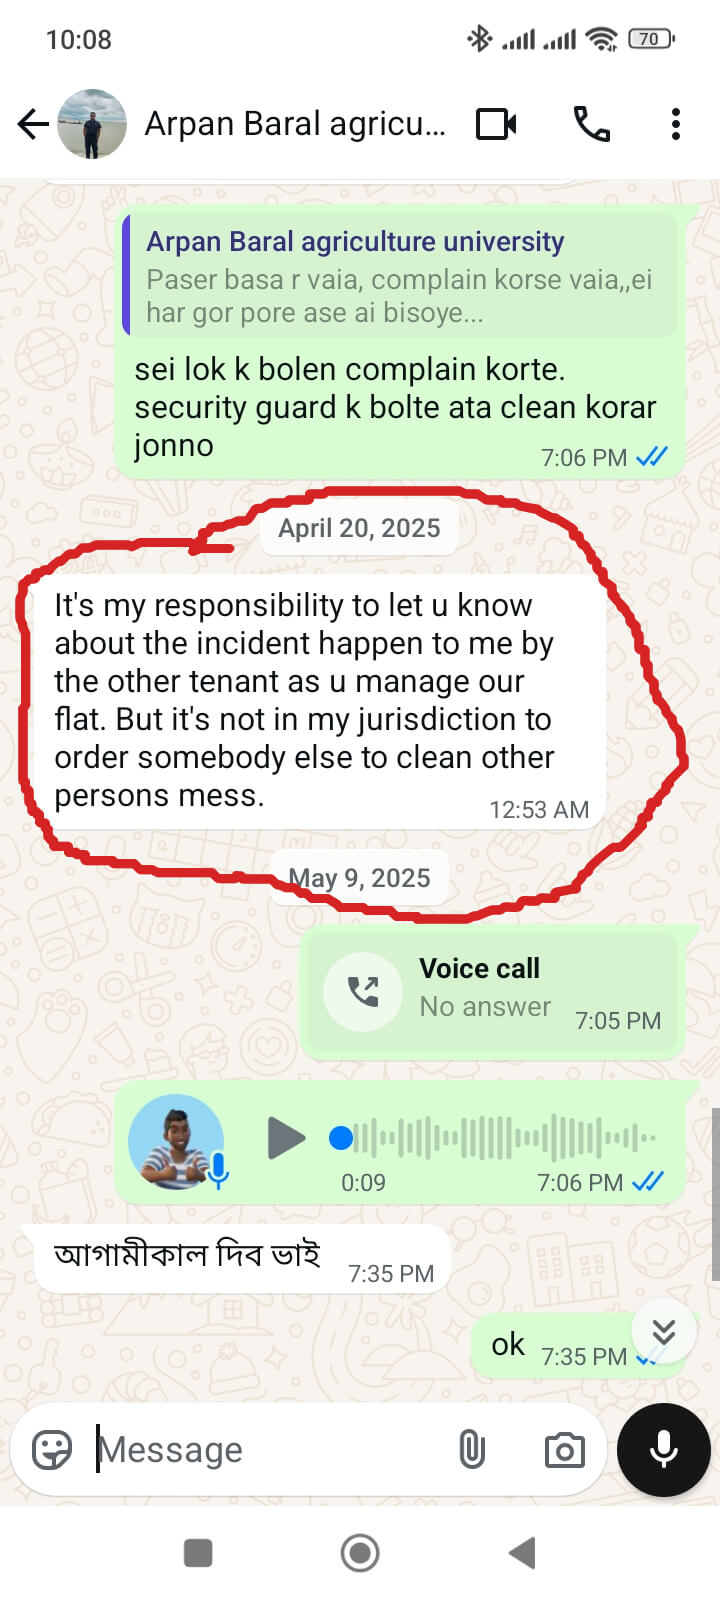 10:08
70
Arpan Baral agricu...
Arpan Baral agriculture university
Paser basa r vaia, complain korse vaia,,ei
har gor pore ase ai bisoye...
sei lok k bolen complain korte.
security guard k bolte ata clean korar
jonno
7:06 PM
April 20, 2025
It's my responsibility to let u know
about the incident happen to me by
the other tenant as u manage our
flat. But it's not in my jurisdiction to
order somebody else to clean other
persons mess.
12:53 AM
May 9, 2025
Voice call
No answer
7:05 PM
0:09
7:06 PM
আগামীকাল দিব ভাই
7:35 PM
ok
7:35 PM
Message